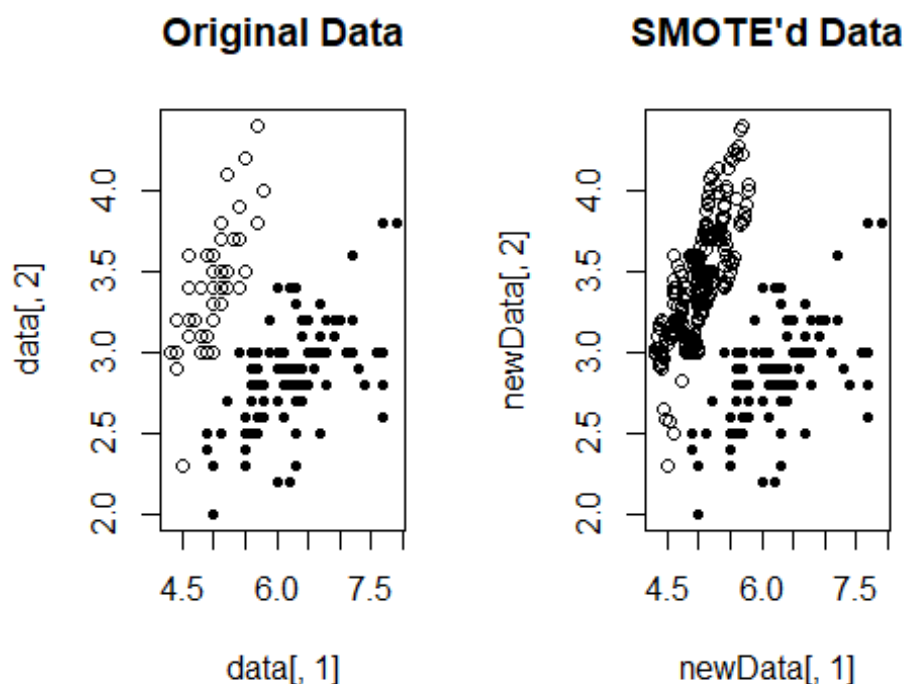 Original Data
data[, 2]
4.0
3.5
3.0
2.5
2.0
4.5 6.0 7.5
data[, 1]
SMOTE'd Data
newData[, 2]
4.0
3.5
3.0
2.5
2.0
4.5 6.0 7.5
newData[, 1]